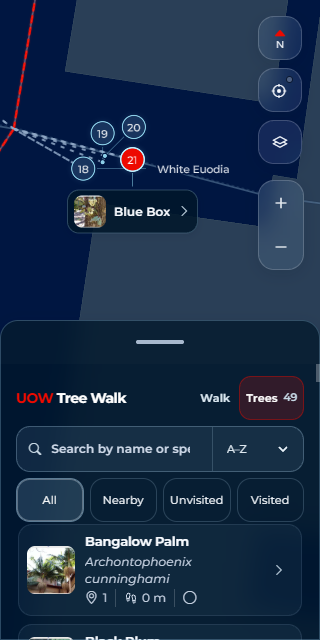 N
19
20
18
21
White Euodia
Blue Box
UOW Tree Walk
Walk
Trees 49
Search by name or spe
A–Z
All
Nearby
Unvisited
Visited
Bangalow Palm
Archontophoenix
cunninghami
1
0 m